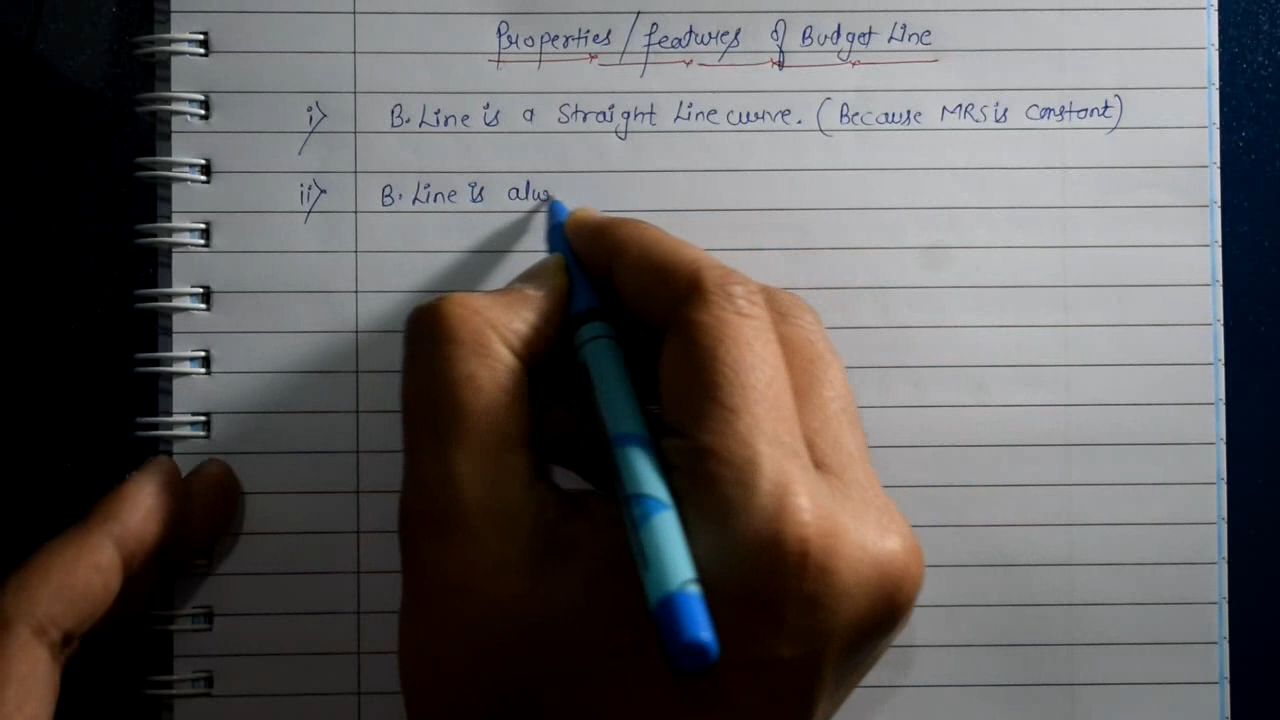 Properties / features of Budget Line
i) B. Line is a Straight Line curve. (Because MRS is constant)
ii) B. Line is alw